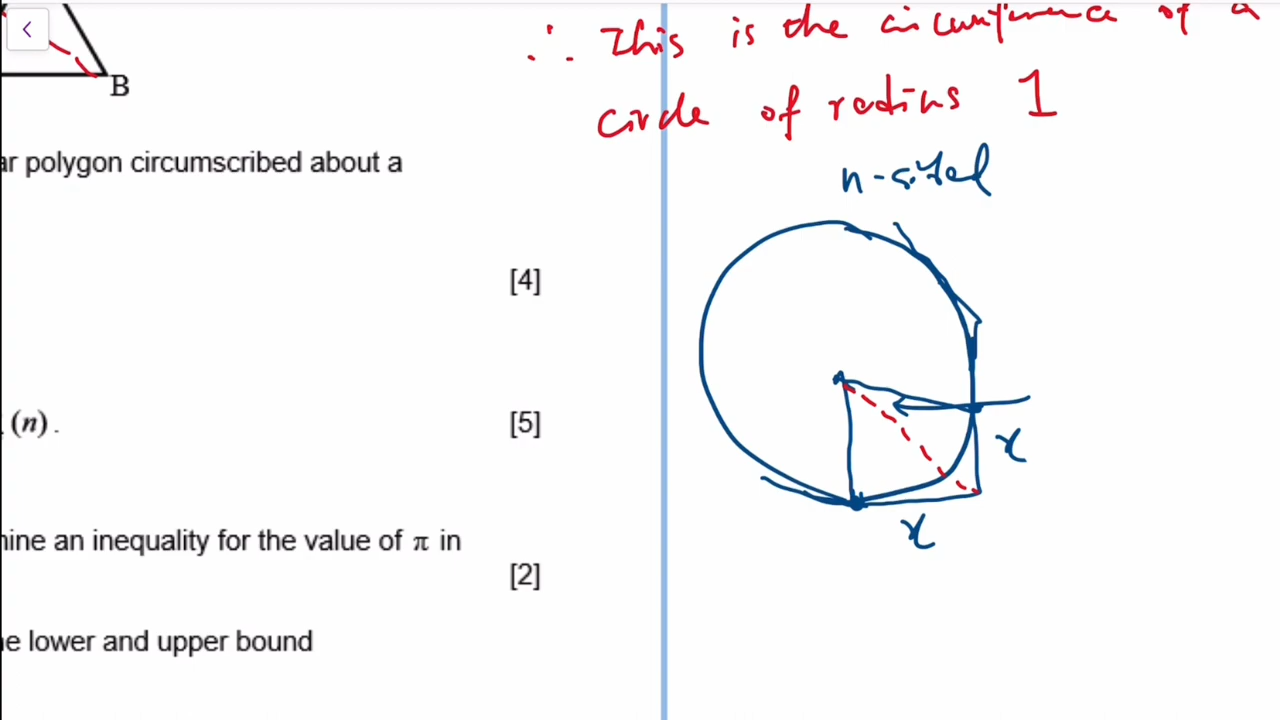 ∴ This is the circumference of a
circle of radius 1
B
ar polygon circumscribed about a
n-sided
[4]
(n).
[5]
x
x
nine an inequality for the value of π in
[2]
e lower and upper bound